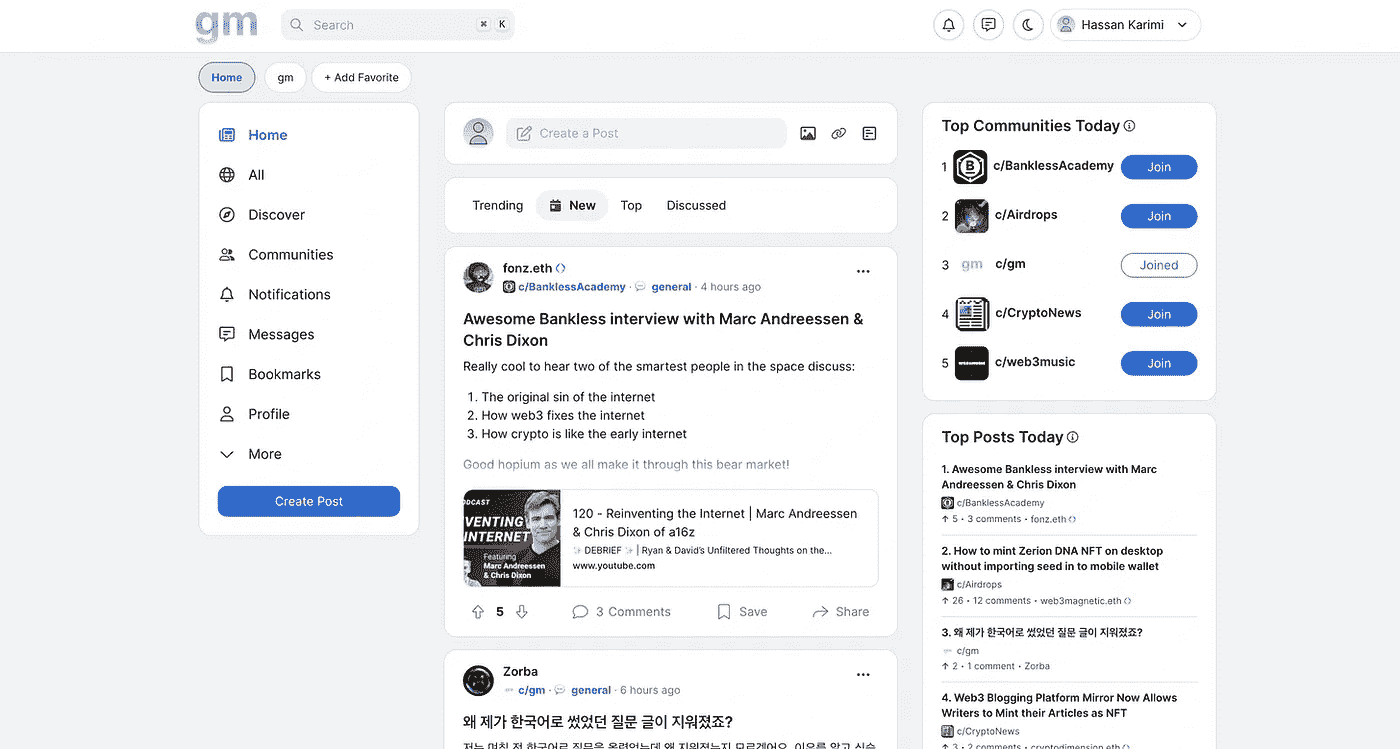 gm
Search
⌘ K
Hassan Karimi
Home
gm
+ Add Favorite
Home
All
Discover
Communities
Notifications
Messages
Bookmarks
Profile
More
Create Post
Create a Post
Trending
New
Top
Discussed
fonz.eth
c/BanklessAcademy · general · 4 hours ago
Awesome Bankless interview with Marc Andreessen &
Chris Dixon
Really cool to hear two of the smartest people in the space discuss:
1. The original sin of the internet
2. How web3 fixes the internet
3. How crypto is like the early internet
Good hopium as we all make it through this bear market!
VENTING
INTERNET
Featuring
Marc Andreessen
& Chris Dixon
120 - Reinventing the Internet | Marc Andreessen
& Chris Dixon of a16z
✨ DEBRIEF ✨ | Ryan & David's Unfiltered Thoughts on the...
www.youtube.com
5
3 Comments
Save
Share
Zorba
c/gm · general · 6 hours ago
왜 제가 한국어로 썼었던 질문 글이 지워졌죠?
Top Communities Today
1 c/BanklessAcademy Join
2 c/Airdrops Join
3 gm c/gm Joined
4 c/CryptoNews Join
5 c/web3music Join
Top Posts Today
1. Awesome Bankless interview with Marc
Andreessen & Chris Dixon
c/BanklessAcademy
↑ 5 • 3 comments • fonz.eth
2. How to mint Zerion DNA NFT on desktop
without importing seed in to mobile wallet
c/Airdrops
↑ 26 • 12 comments • web3magnetic.eth
3. 왜 제가 한국어로 썼었던 질문 글이 지워졌죠?
c/gm
↑ 2 • 1 comment • Zorba
4. Web3 Blogging Platform Mirror Now Allows
Writers to Mint their Articles as NFT
c/CryptoNews
↑ 3 • 2 comments • cryptodimension.eth